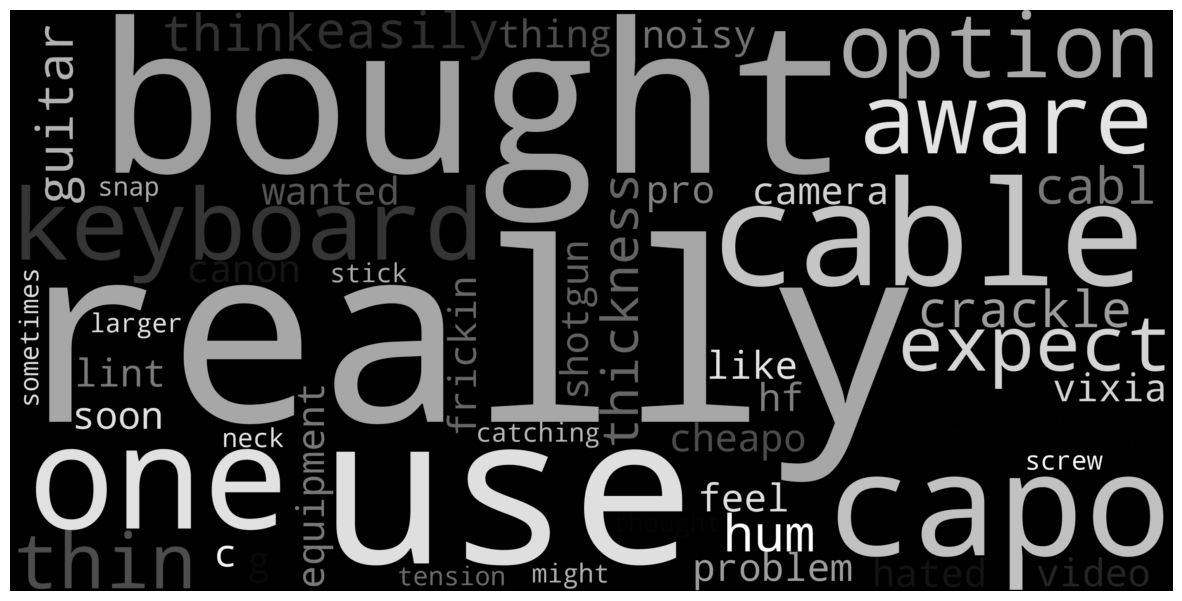 think easily thing noisy option
guitar bought aware
snap wanted pro camera cabl
keyboard thickness cable
canon stick shotgun
sometimes really frickin crackle
larger like expect
lint hf vixia
soon neck catching cheapo
one use equipment screw
feel capo
c g hum thought
thin tension might problem hated video